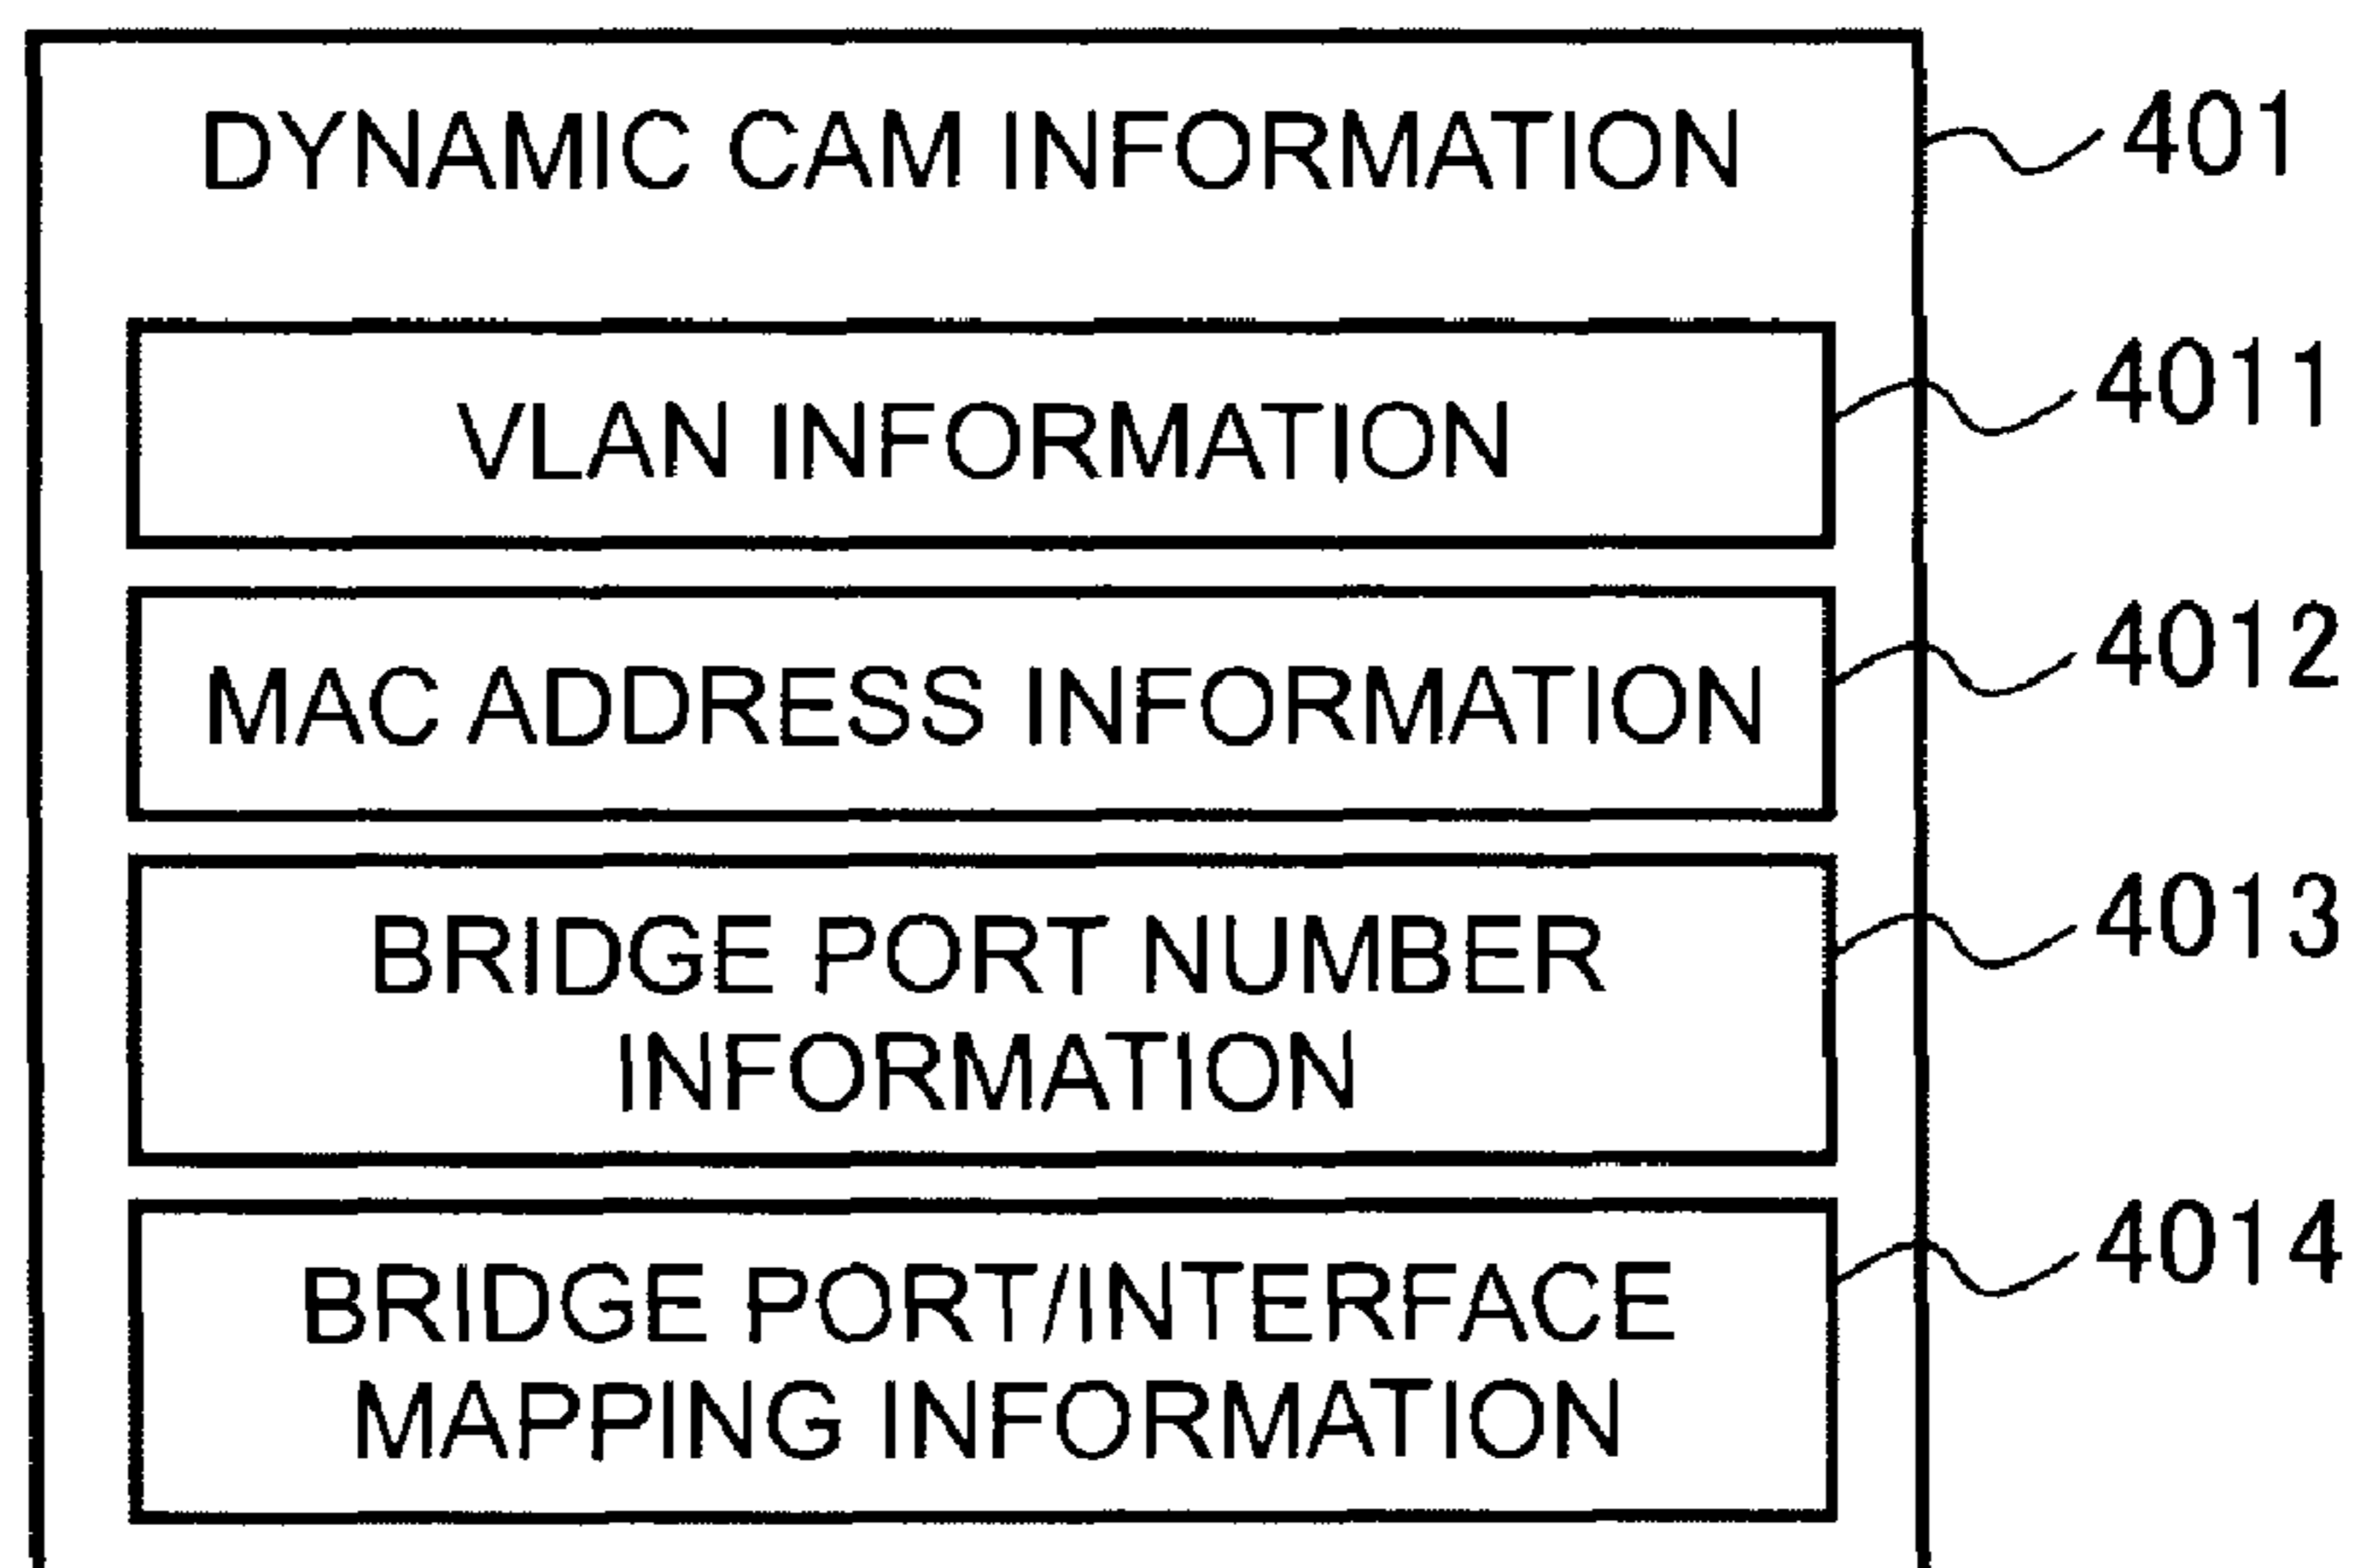 DYNAMIC CAM INFORMATION 401
VLAN INFORMATION 4011
MAC ADDRESS INFORMATION 4012
BRIDGE PORT NUMBER 4013
INFORMATION
BRIDGE PORT/INTERFACE 4014
MAPPING INFORMATION